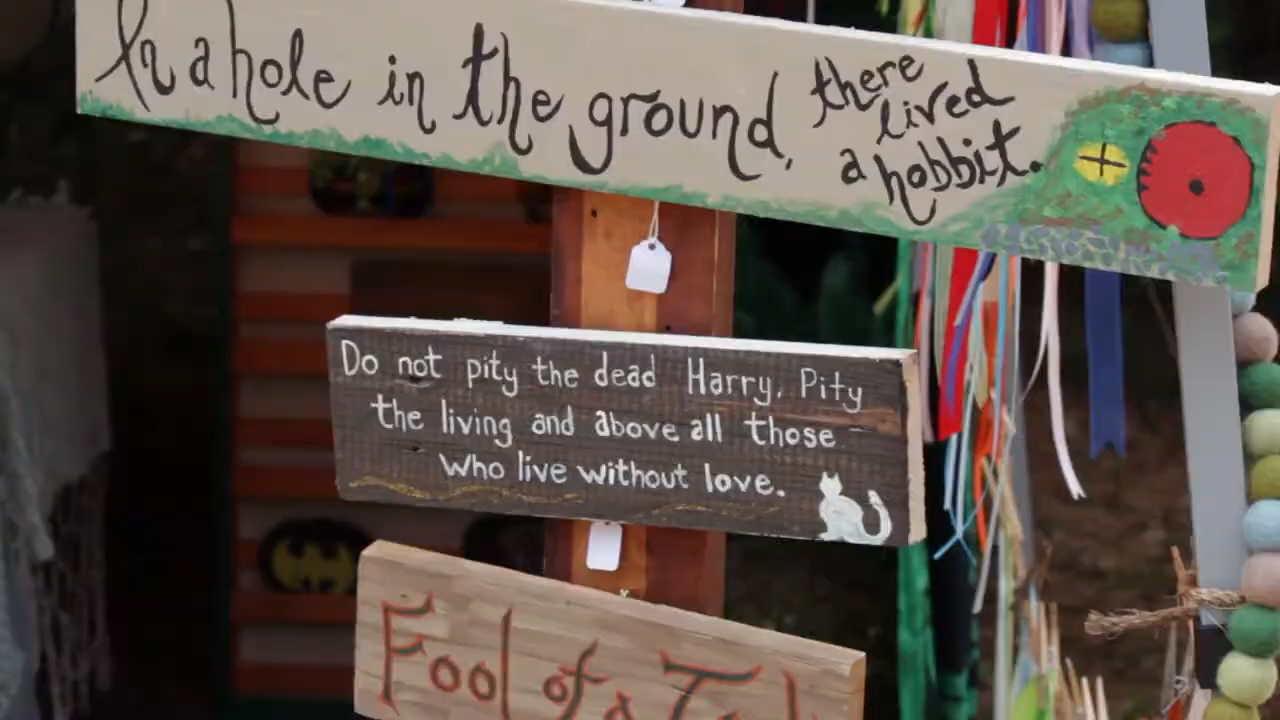 In a hole in the ground, there
lived
a hobbit.
Do not pity the dead Harry. Pity
the living and above all those
who live without love.
Fool of a